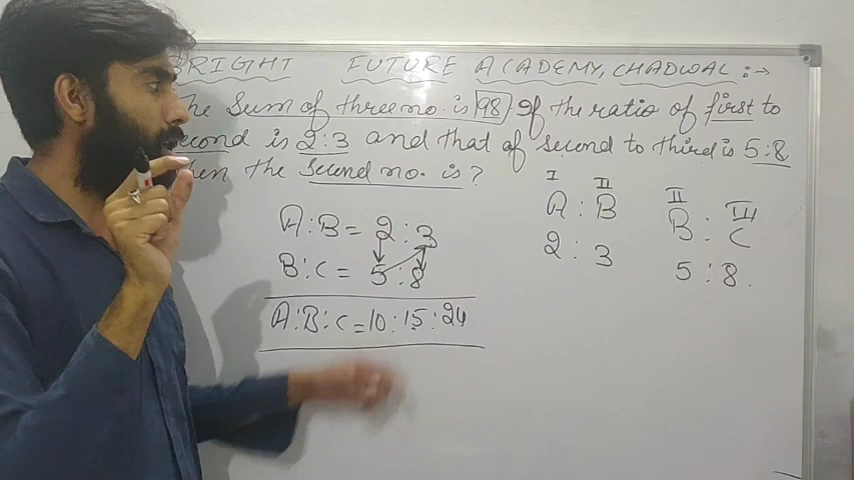 BRIGHT FUTURE ACADEMY, CHADWAL :→
The Sum of three no. is 98 If the ratio of first to
second is 2:3 and that of second to third is 5:8
then the Second no. is?
A:B = 2:3
B:C = 5:8
A:B:C = 10:15:24
I II
A : B
2 : 3
II III
B : C
5 : 8.